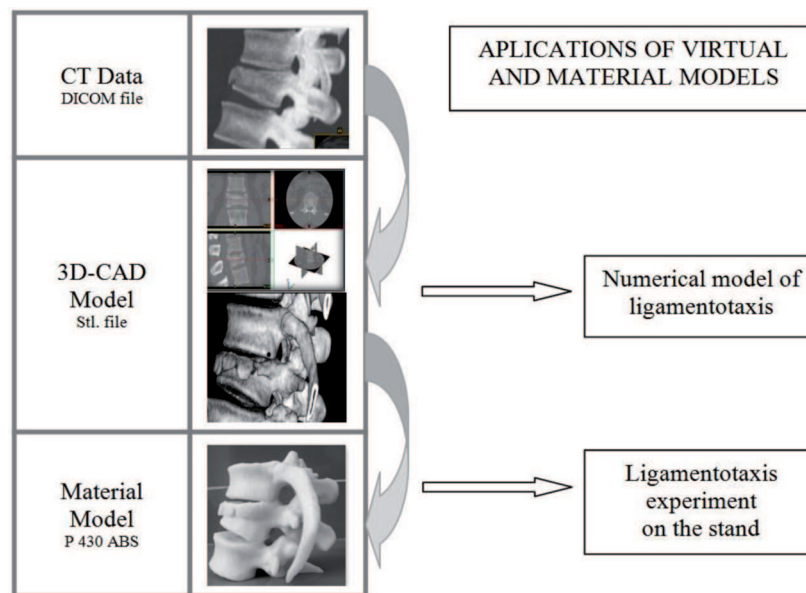 CT Data
DICOM file
APLICATIONS OF VIRTUAL
AND MATERIAL MODELS
3D-CAD
Model
Stl. file
Numerical model of
ligamentotaxis
Material
Model
P 430 ABS
Ligamentotaxis
experiment
on the stand